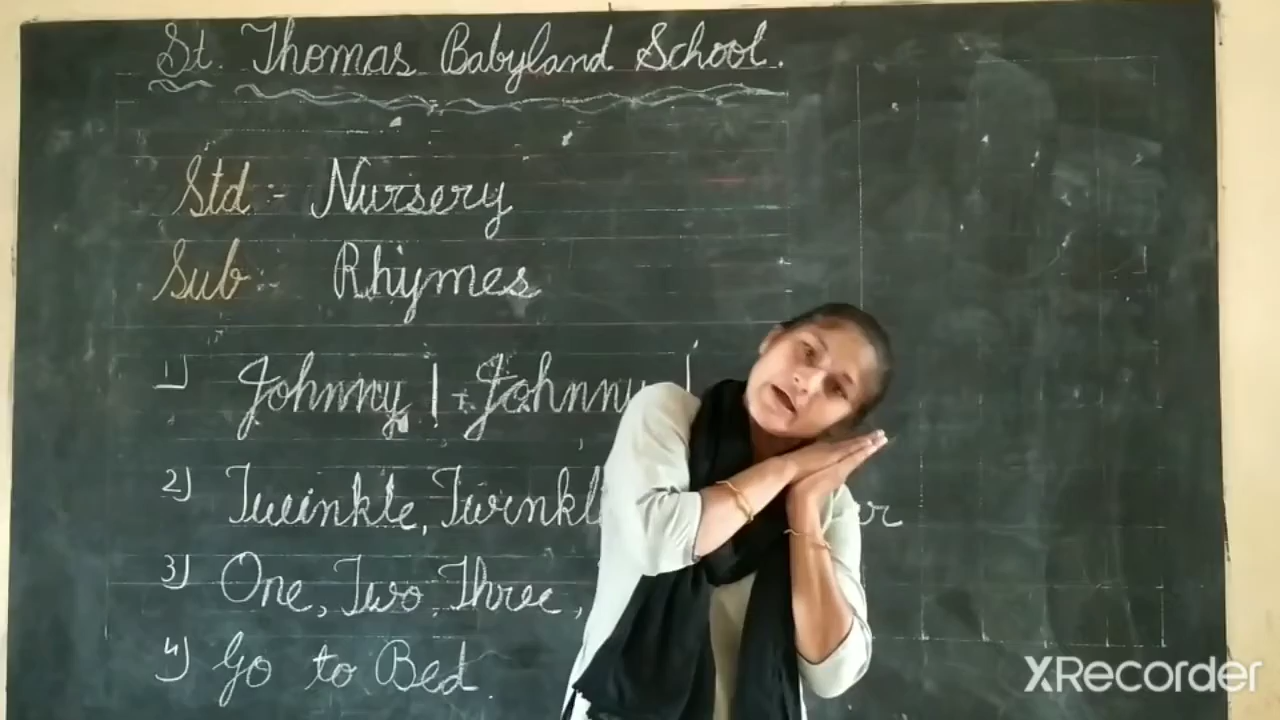 St. Thomas Babyland School.
Std :- Nursery
Sub :- Rhymes
1) Johnny! Johnny!
2) Twinkle, Twinkle
3) One, Two, Three,
4) Go to Bed.
XRecorder